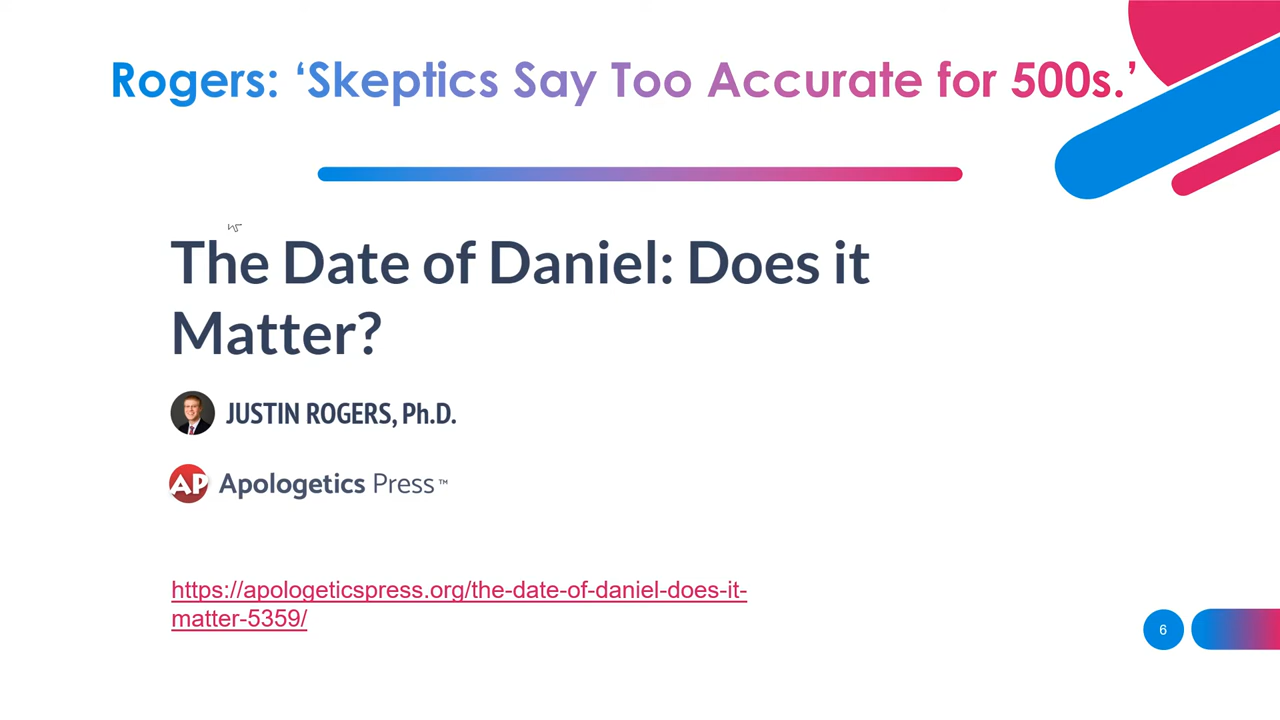 Rogers: ‘Skeptics Say Too Accurate for 500s.’
The Date of Daniel: Does it
Matter?
JUSTIN ROGERS, Ph.D.
AP Apologetics Press™
https://apologeticspress.org/the-date-of-daniel-does-it-
matter-5359/
6